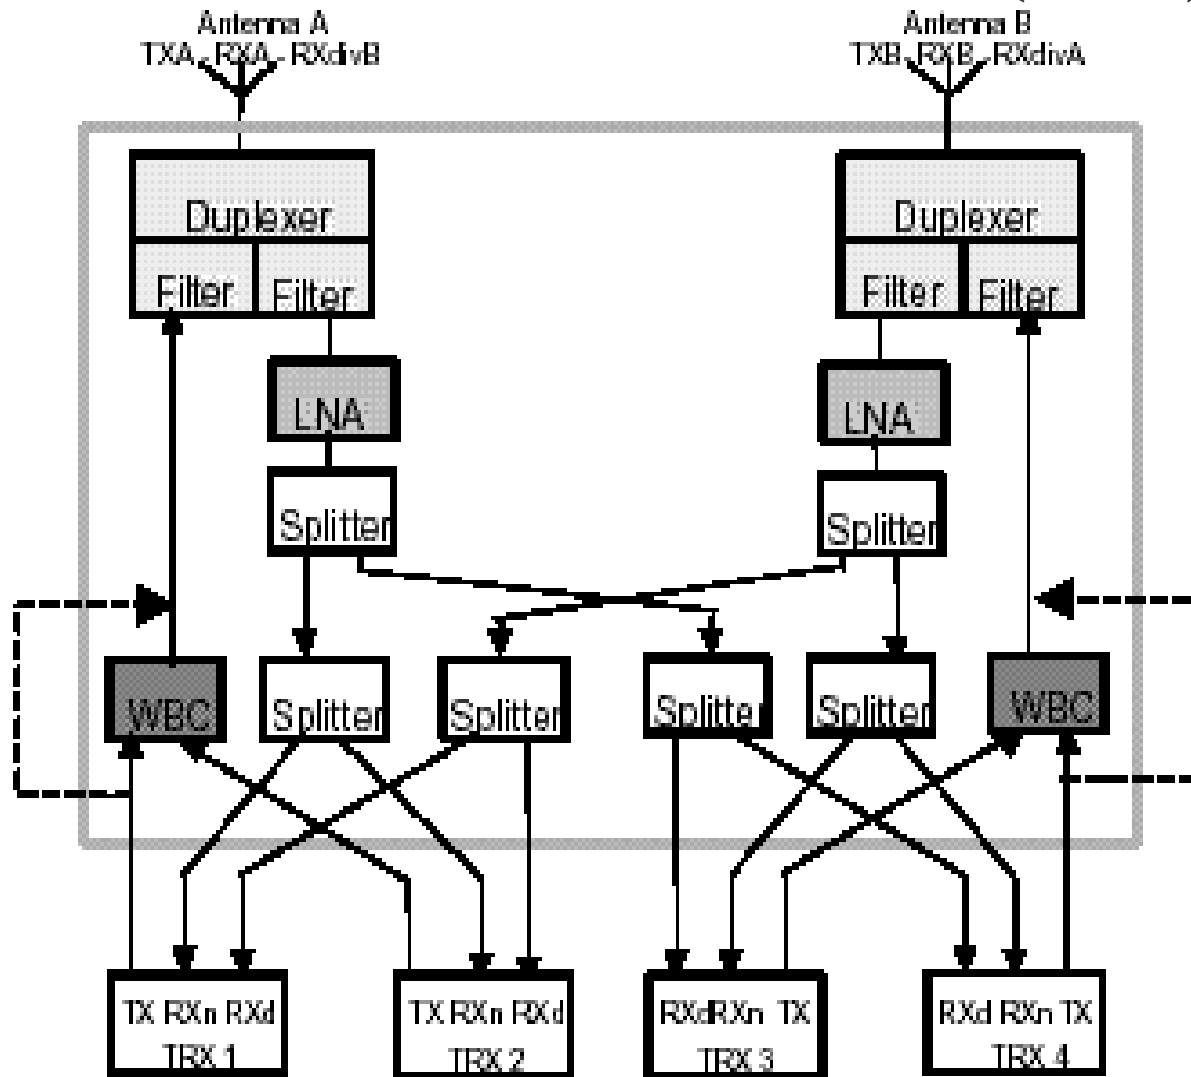 Antenna A
TXA - RXA - RXdivB
Antenna B
TXB - RXB - RXdivA
Duplexer
Filter Filter
Duplexer
Filter Filter
LNA
LNA
Splitter
Splitter
WBC
Splitter
Splitter
Splitter
Splitter
WBC
TX RXn RXd
TRX 1
TX RXn RXd
TRX 2
RXd RXn TX
TRX 3
RXd RXn TX
TRX 4